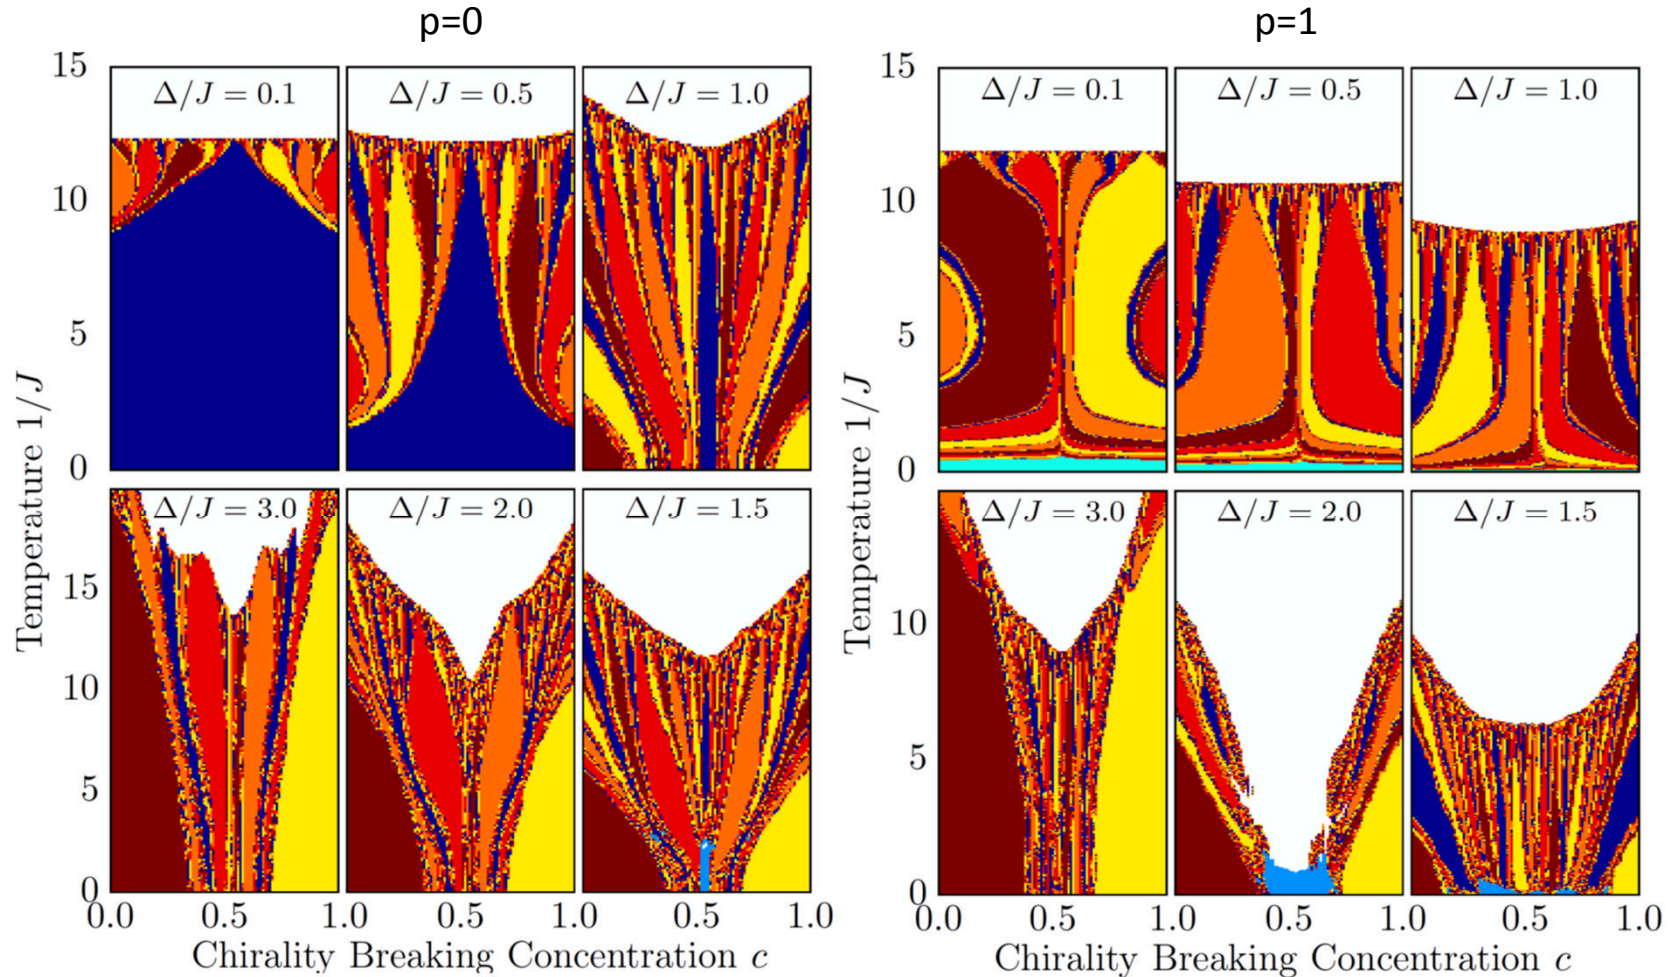 p=0
p=1
15 Δ/J = 0.1 Δ/J = 0.5 Δ/J = 1.0
10
5
0
Δ/J = 3.0 Δ/J = 2.0 Δ/J = 1.5
15
10
5
0
0.0 0.5 1.0 0.5 1.0 0.5 1.0
Temperature 1/J
Chirality Breaking Concentration c
15 Δ/J = 0.1 Δ/J = 0.5 Δ/J = 1.0
10
5
0
Δ/J = 3.0 Δ/J = 2.0 Δ/J = 1.5
10
5
0
0.0 0.5 1.0 0.5 1.0 0.5 1.0
Temperature 1/J
Chirality Breaking Concentration c